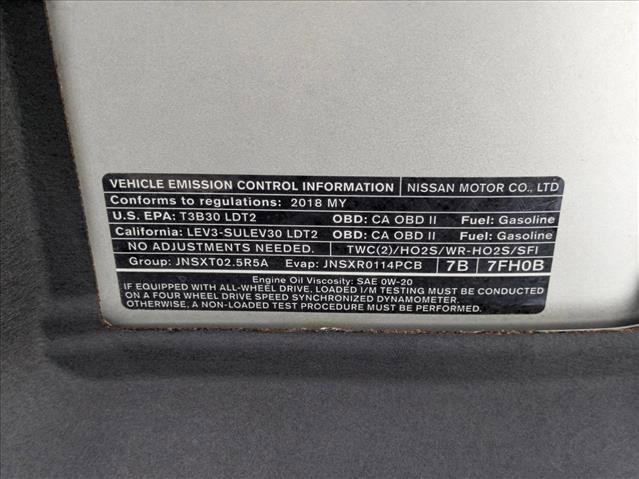 VEHICLE EMISSION CONTROL INFORMATION NISSAN MOTOR CO., LTD
Conforms to regulations: 2018 MY
U.S. EPA: T3B30 LDT2 OBD: CA OBD II Fuel: Gasoline
California: LEV3-SULEV30 LDT2 OBD: CA OBD II Fuel: Gasoline
NO ADJUSTMENTS NEEDED. TWC(2)/HO2S/WR-HO2S/SFI
Group: JNSXT02.5R5A Evap: JNSXR0114PCB 7B 7FH0B
Engine Oil Viscosity: SAE 0W-20
IF EQUIPPED WITH ALL-WHEEL DRIVE, LOADED I/M TESTING MUST BE CONDUCTED
ON A FOUR WHEEL DRIVE SPEED SYNCHRONIZED DYNAMOMETER.
OTHERWISE, A NON-LOADED TEST PROCEDURE MUST BE PERFORMED.